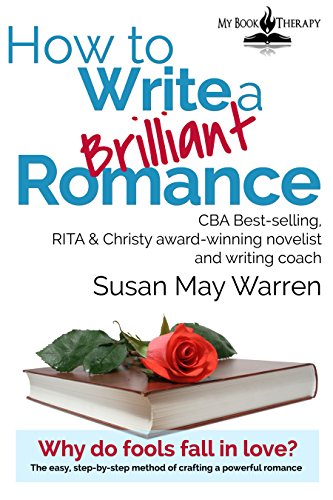 My Book Therapy
How to
Write a
Brilliant
Romance
CBA Best-selling,
RITA & Christy award-winning novelist
and writing coach
Susan May Warren
Why do fools fall in love?
The easy, step-by-step method of crafting a powerful romance